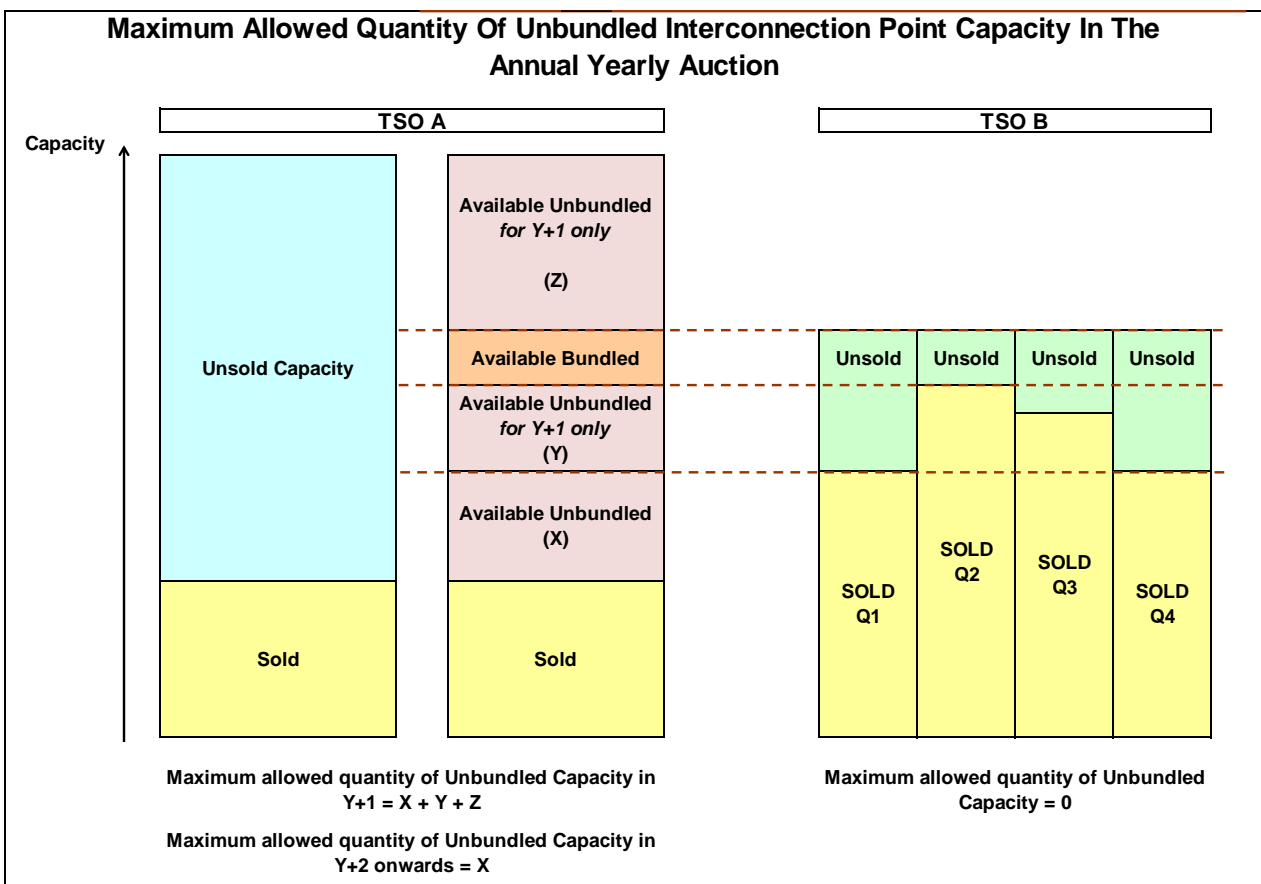 Maximum Allowed Quantity Of Unbundled Interconnection Point Capacity In The
Annual Yearly Auction
TSO A
TSO B
Capacity
Unsold Capacity
Sold
Available Unbundled
for Y+1 only
(Z)
Available Bundled
Available Unbundled
for Y+1 only
(Y)
Available Unbundled
(X)
Sold
Unsold
Unsold
Unsold
Unsold
SOLD
Q1
SOLD
Q2
SOLD
Q3
SOLD
Q4
Maximum allowed quantity of Unbundled Capacity in
Y+1 = X + Y + Z
Maximum allowed quantity of Unbundled Capacity in
Y+2 onwards = X
Maximum allowed quantity of Unbundled
Capacity = 0